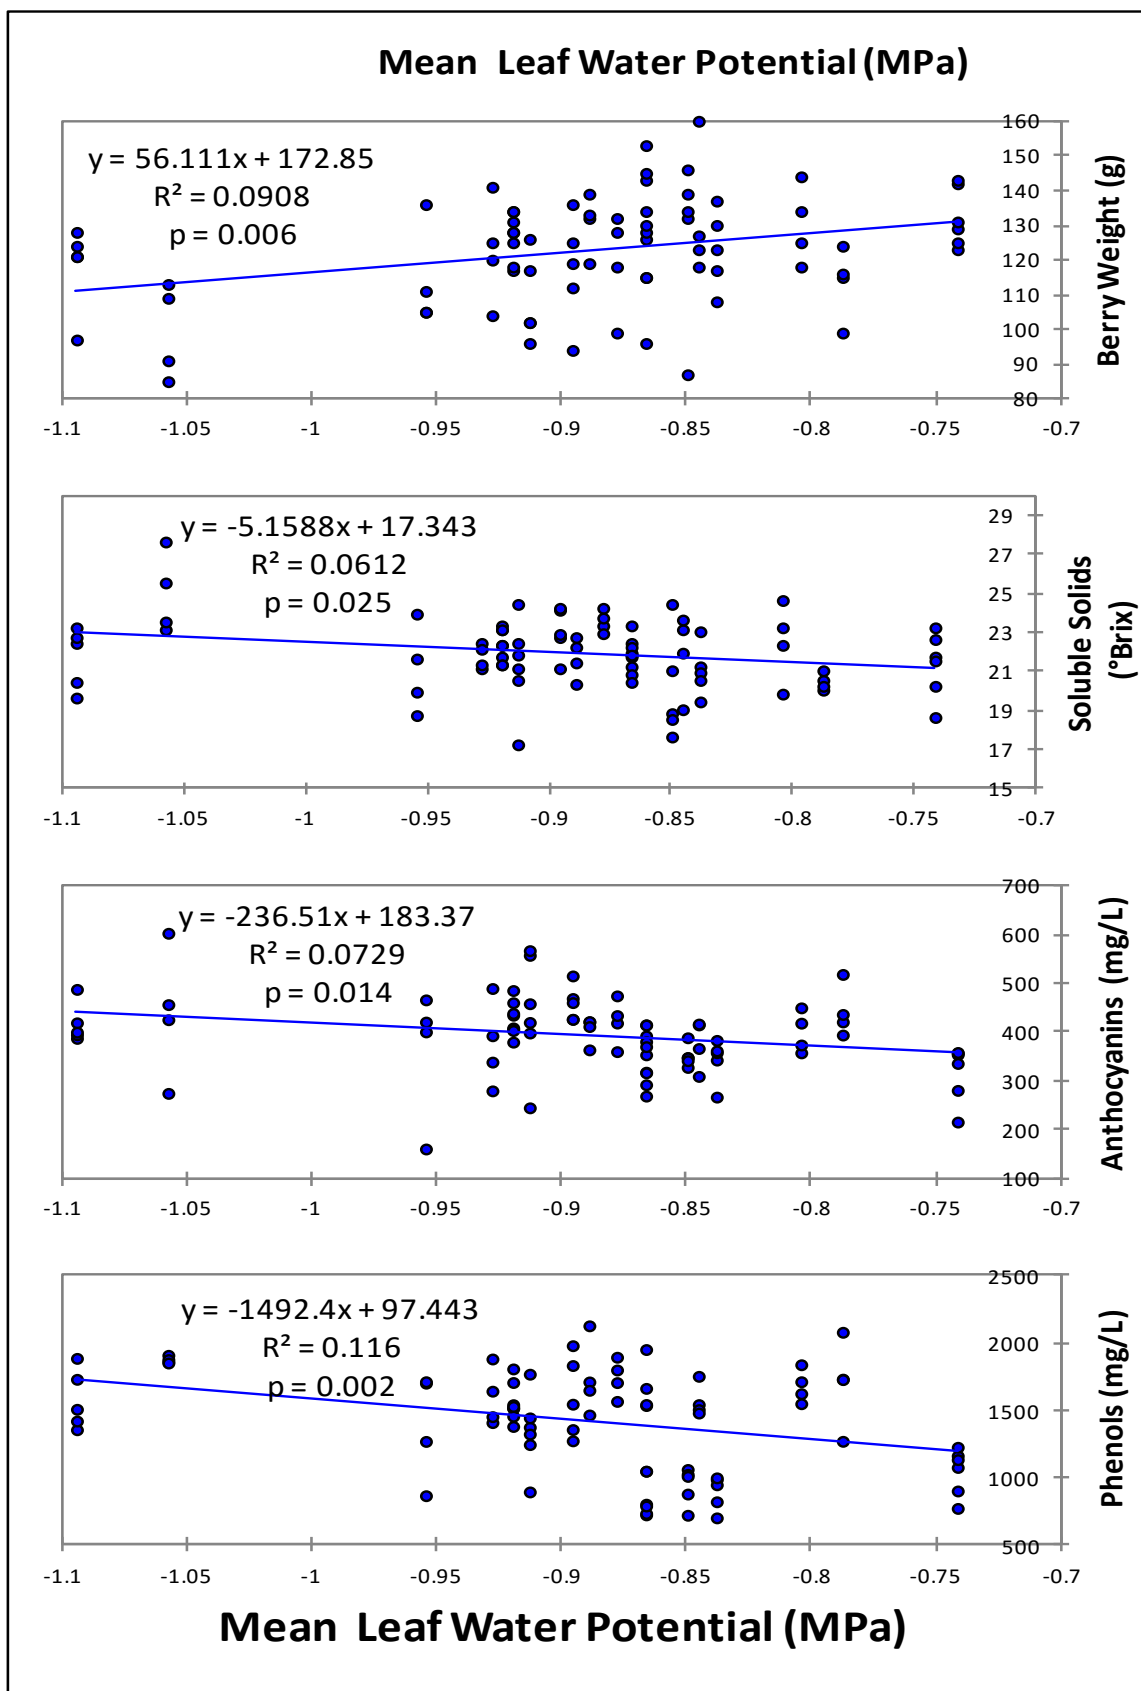 Mean Leaf Water Potential (MPa)
y = 56.111x + 172.85
R² = 0.0908
p = 0.006
160
150
140
130
120
110
100
90
80
Berry Weight (g)
-1.1 -1.05 -1 -0.95 -0.9 -0.85 -0.8 -0.75 -0.7
y = -5.1588x + 17.343
R² = 0.0612
p = 0.025
29
27
25
23
21
19
17
15
Soluble Solids
(°Brix)
-1.1 -1.05 -1 -0.95 -0.9 -0.85 -0.8 -0.75 -0.7
y = -236.51x + 183.37
R² = 0.0729
p = 0.014
700
600
500
400
300
200
100
Anthocyanins (mg/L)
-1.1 -1.05 -1 -0.95 -0.9 -0.85 -0.8 -0.75 -0.7
y = -1492.4x + 97.443
R² = 0.116
p = 0.002
2500
2000
1500
1000
500
Phenols (mg/L)
-1.1 -1.05 -1 -0.95 -0.9 -0.85 -0.8 -0.75 -0.7
Mean Leaf Water Potential (MPa)